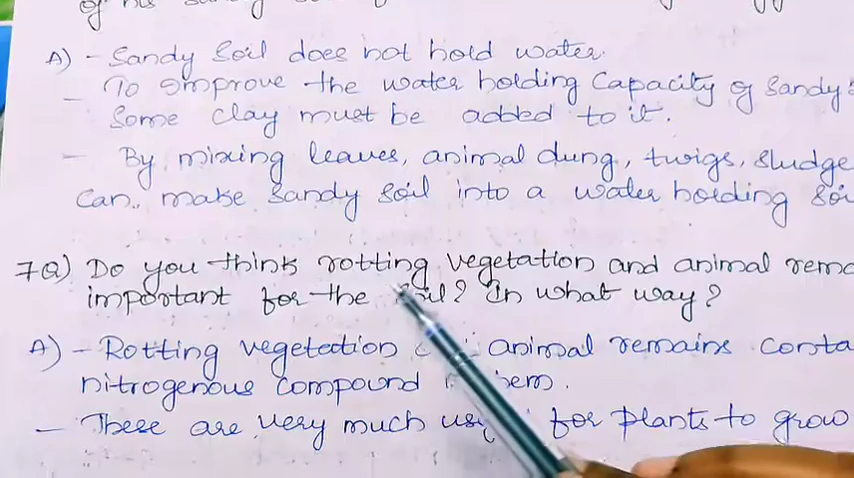 of his
A) - Sandy Soil does not hold water.
- To improve the water holding Capacity of Sandy
Some clay must be added to it.
- By mixing leaves, animal dung, twigs, sludge
Can make Sandy Soil into a water holding
7Q) Do you think rotting vegetation and animal
important for the In what way?
A) - Rotting vegetection animal remains
nitrogenous compound
- These are very much for plants to grow